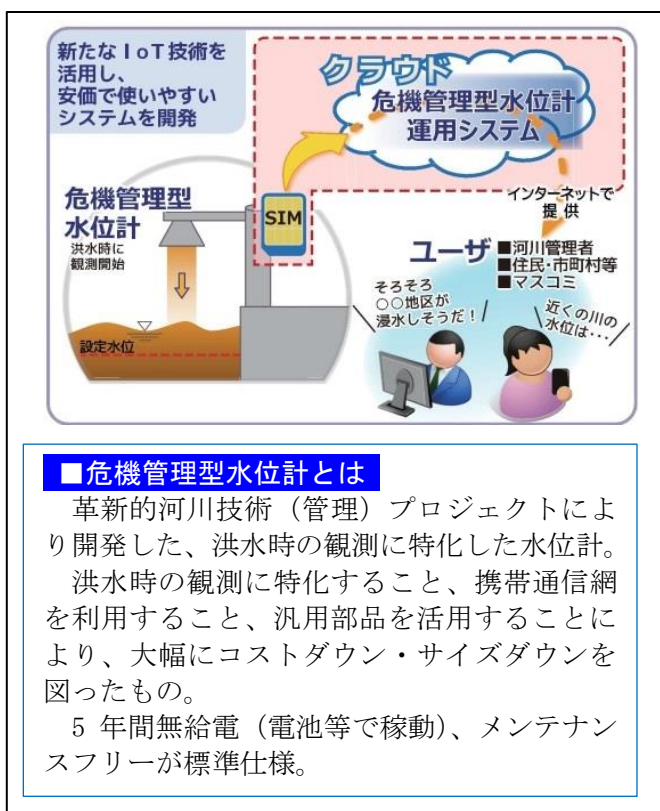 新たなIoT技術を
活用し、
安価で使いやすい
システムを開発
クラウド
危機管理型水位計
運用システム
危機管理型
水位計
洪水時に
観測開始
SIM
インターネットで
提供
ユーザ
■河川管理者
■住民・市町村等
■マスコミ
そろそろ
○○地区が
浸水しそうだ！
近くの川の
水位は･･･
設定水位
■危機管理型水位計とは
革新的河川技術（管理）プロジェクトによ
り開発した、洪水時の観測に特化した水位計。
洪水時の観測に特化すること、携帯通信網
を利用すること、汎用部品を活用することに
より、大幅にコストダウン・サイズダウンを
図ったもの。
5 年間無給電（電池等で稼動）、メンテナン
スフリーが標準仕様。